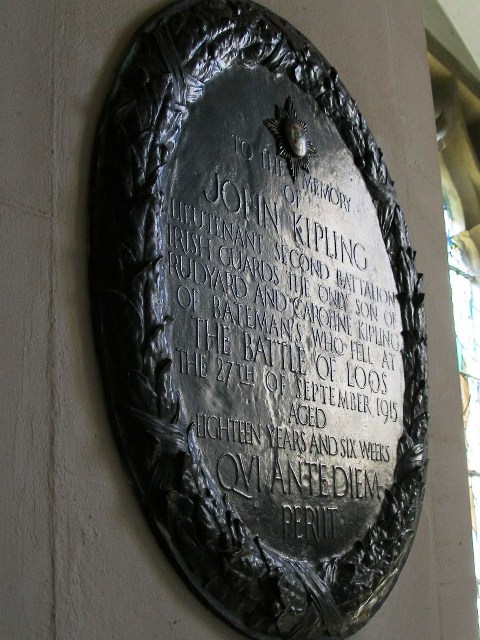 TO THE MEMORY
OF
JOHN KIPLING
LIEUTENANT SECOND BATTALION
IRISH GUARDS THE ONLY SON OF
RUDYARD AND CAROLINE KIPLING
OF BATEMAN'S WHO FELL AT
THE BATTLE OF LOOS
THE 27TH OF SEPTEMBER 1915
AGED
EIGHTEEN YEARS AND SIX WEEKS
QVI ANTE DIEM
PERIIT